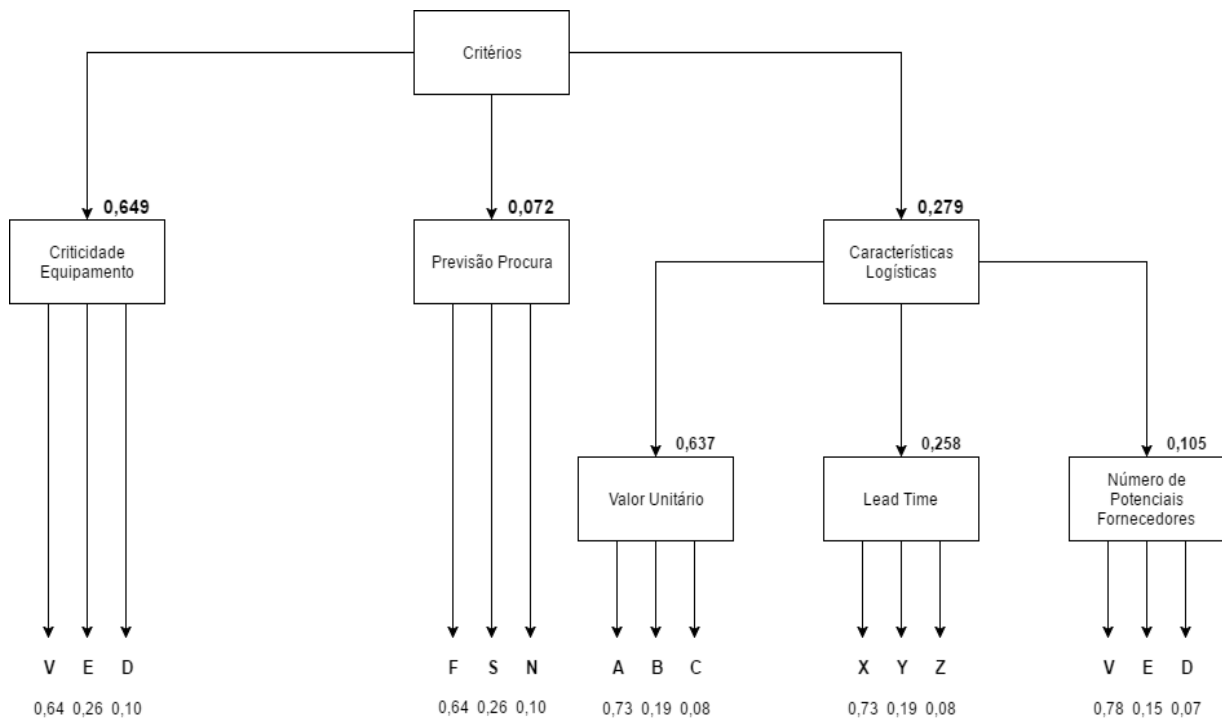 Critérios
0,649
0,072
0,279
Criticidade
Equipamento
Previsão Procura
Características
Logísticas
0,637
0,258
0,105
Valor Unitário
Lead Time
Número de
Potenciais
Fornecedores
V E D
F S N
A B C
X Y Z
V E D
0,64 0,26 0,10
0,64 0,26 0,10
0,73 0,19 0,08
0,73 0,19 0,08
0,78 0,15 0,07